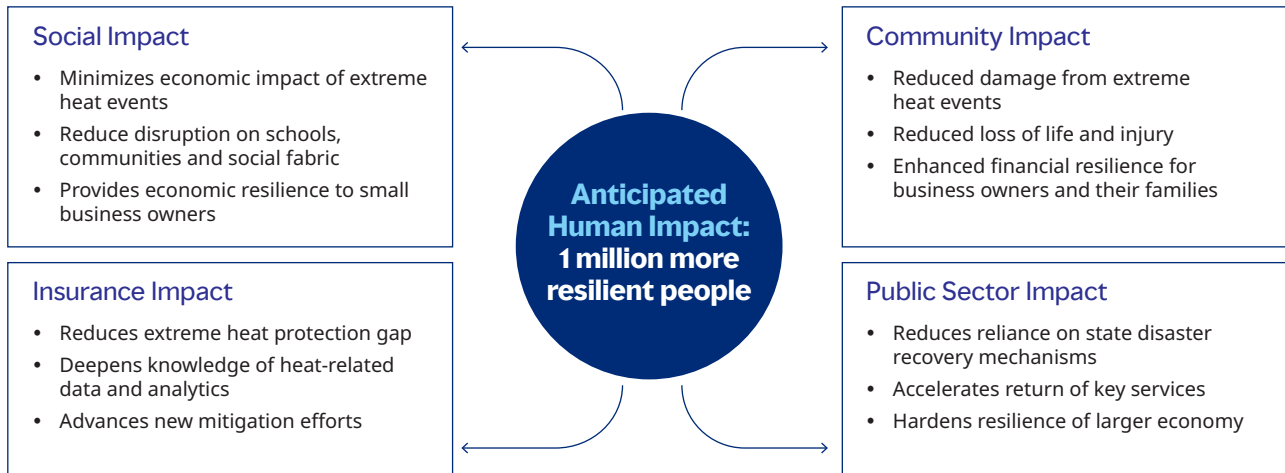 Social Impact
• Minimizes economic impact of extreme
heat events
• Reduce disruption on schools,
communities and social fabric
• Provides economic resilience to small
business owners
Community Impact
• Reduced damage from extreme
heat events
• Reduced loss of life and injury
• Enhanced financial resilience for
business owners and their families
Anticipated
Human Impact:
1 million more
resilient people
Insurance Impact
• Reduces extreme heat protection gap
• Deepens knowledge of heat-related
data and analytics
• Advances new mitigation efforts
Public Sector Impact
• Reduces reliance on state disaster
recovery mechanisms
• Accelerates return of key services
• Hardens resilience of larger economy